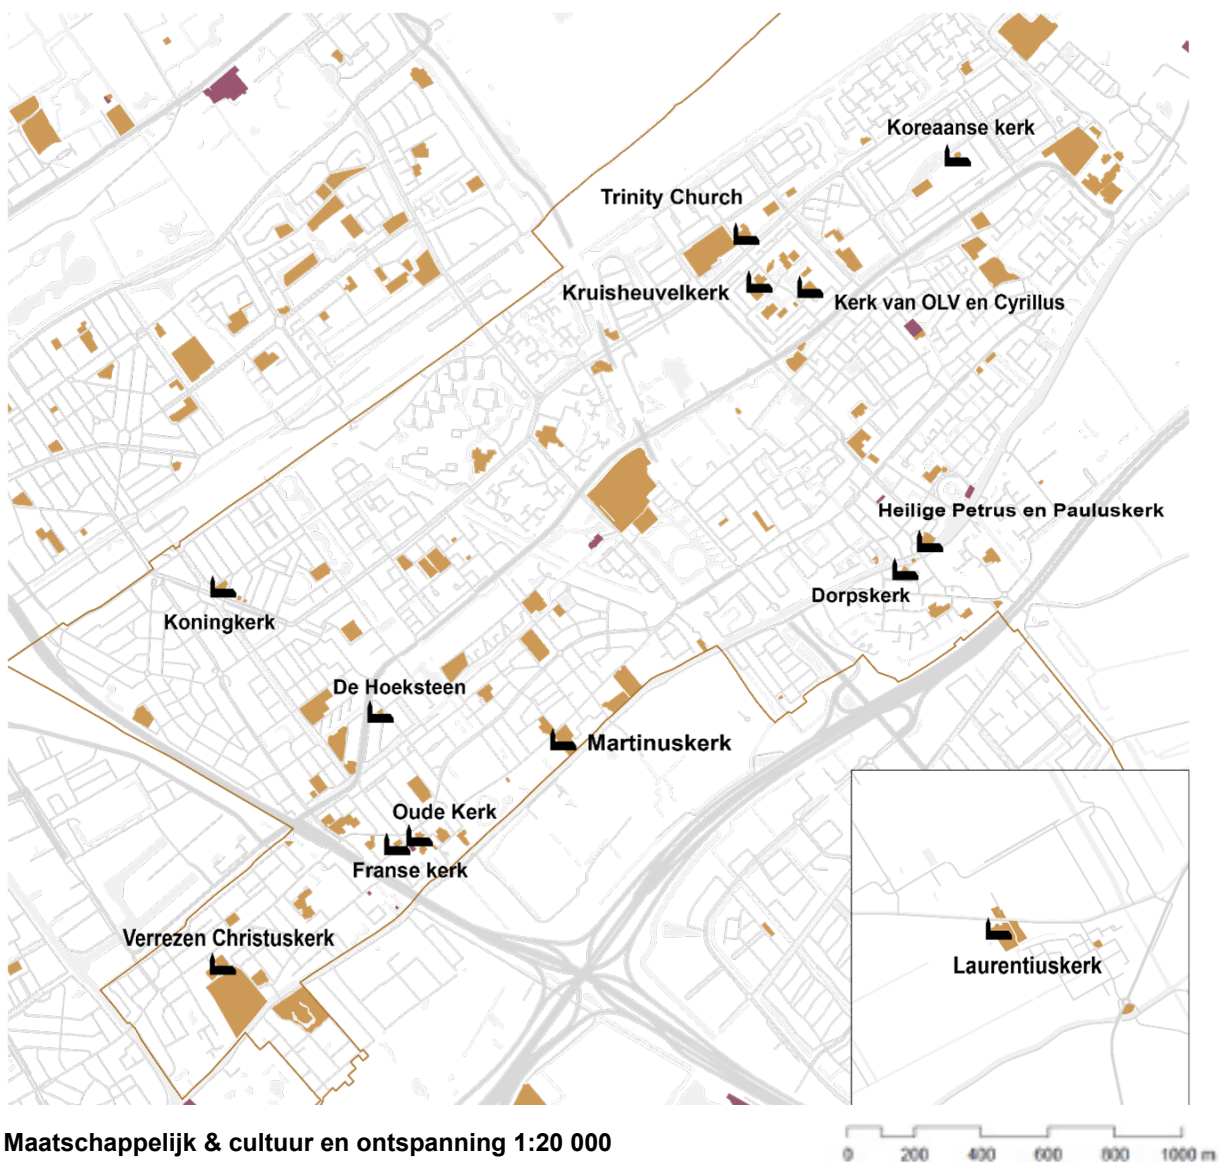 Koreaanse kerk
Trinity Church
Kruisheuvelkerk
Kerk van OLV en Cyrillus
Heilige Petrus en Pauluskerk
Dorpskerk
Koningkerk
De Hoeksteen
Martinuskerk
Oude Kerk
Franse kerk
Verrezen Christuskerk
Laurentiuskerk
Maatschappelijk & cultuur en ontspanning 1:20 000
0 200 400 600 800 1000 m